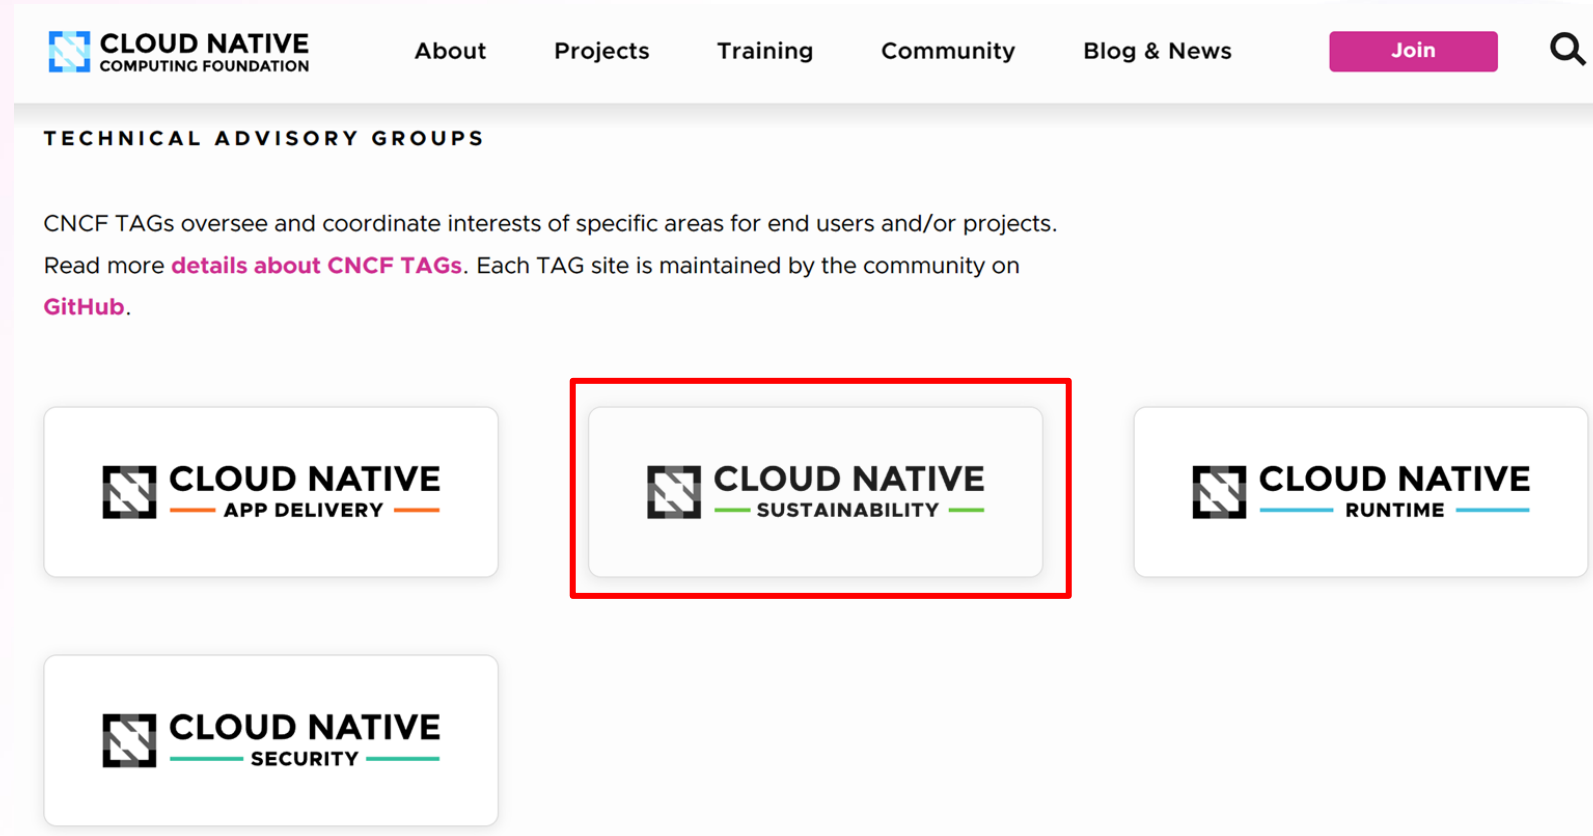 CLOUD NATIVE
COMPUTING FOUNDATION
About
Projects
Training
Community
Blog & News
Join
TECHNICAL ADVISORY GROUPS
CNCF TAGs oversee and coordinate interests of specific areas for end users and/or projects.
Read more details about CNCF TAGs. Each TAG site is maintained by the community on
GitHub.
CLOUD NATIVE
APP DELIVERY
CLOUD NATIVE
SUSTAINABILITY
CLOUD NATIVE
RUNTIME
CLOUD NATIVE
SECURITY